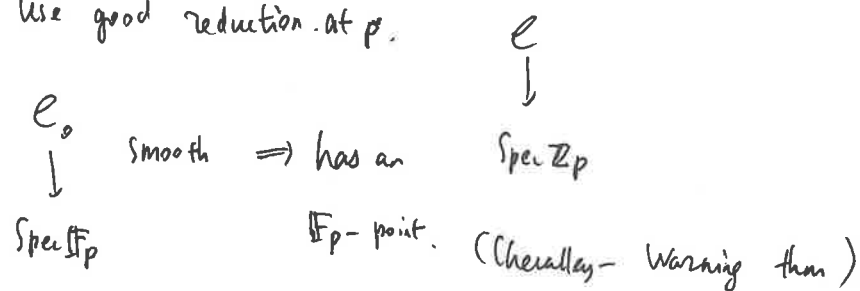 Use good reduction. at p.
e
↓
Spec ℤp
e₀
↓
Spec 𝔽p
smooth ⟹ has an
𝔽p-point.
(Chevalley- Warning thm)